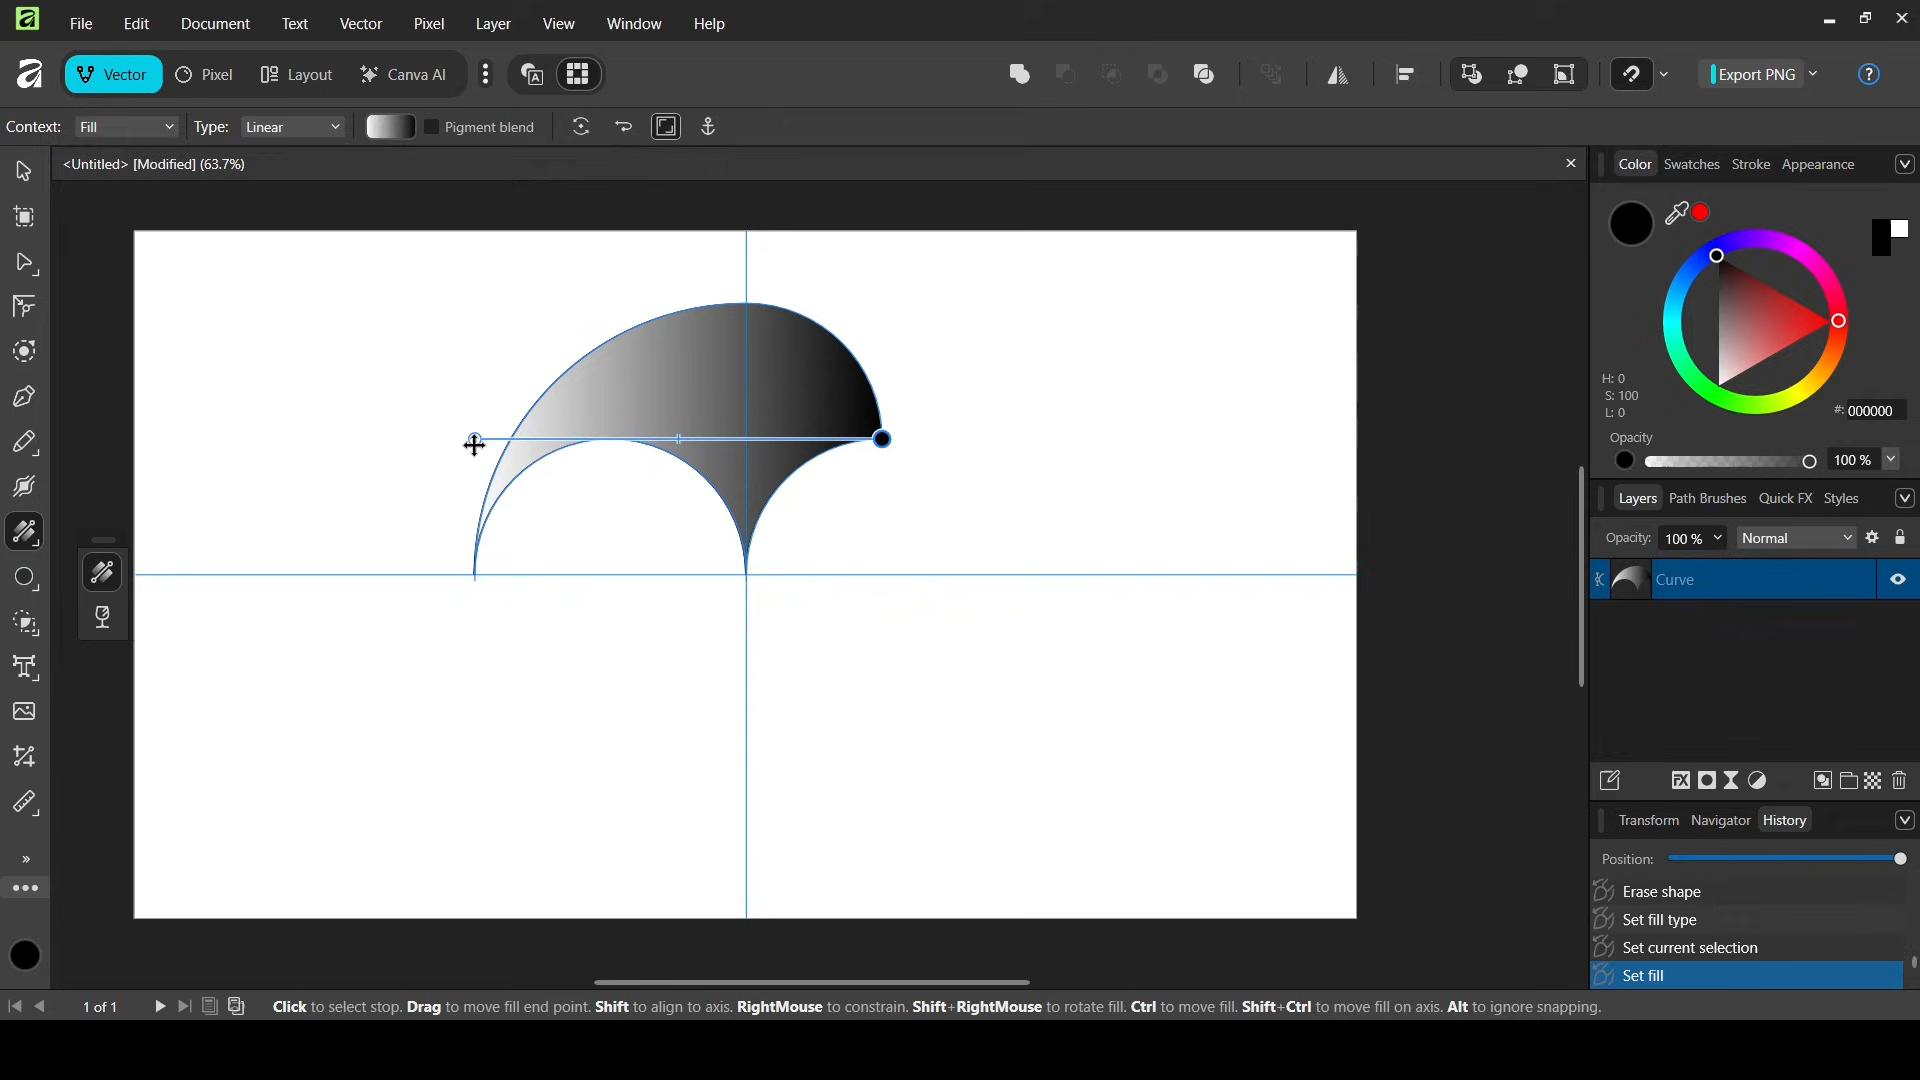 File Edit Document Text Vector Pixel Layer View Window Help
Vector Pixel Layout Canva AI Export PNG
Context: Fill Type: Linear Pigment blend
<Untitled> [Modified] (63.7%)
Color Swatches Stroke Appearance
H: 0
S: 100
L: 0
#: 000000
Opacity
100 %
Layers Path Brushes Quick FX Styles
Opacity: 100 % Normal
Curve
Transform Navigator History
Position:
Erase shape
Set fill type
Set current selection
Set fill
1 of 1 Click to select stop. Drag to move fill end point. Shift to align to axis. RightMouse to constrain. Shift+RightMouse to rotate fill. Ctrl to move fill. Shift+Ctrl to move fill on axis. Alt to ignore snapping.